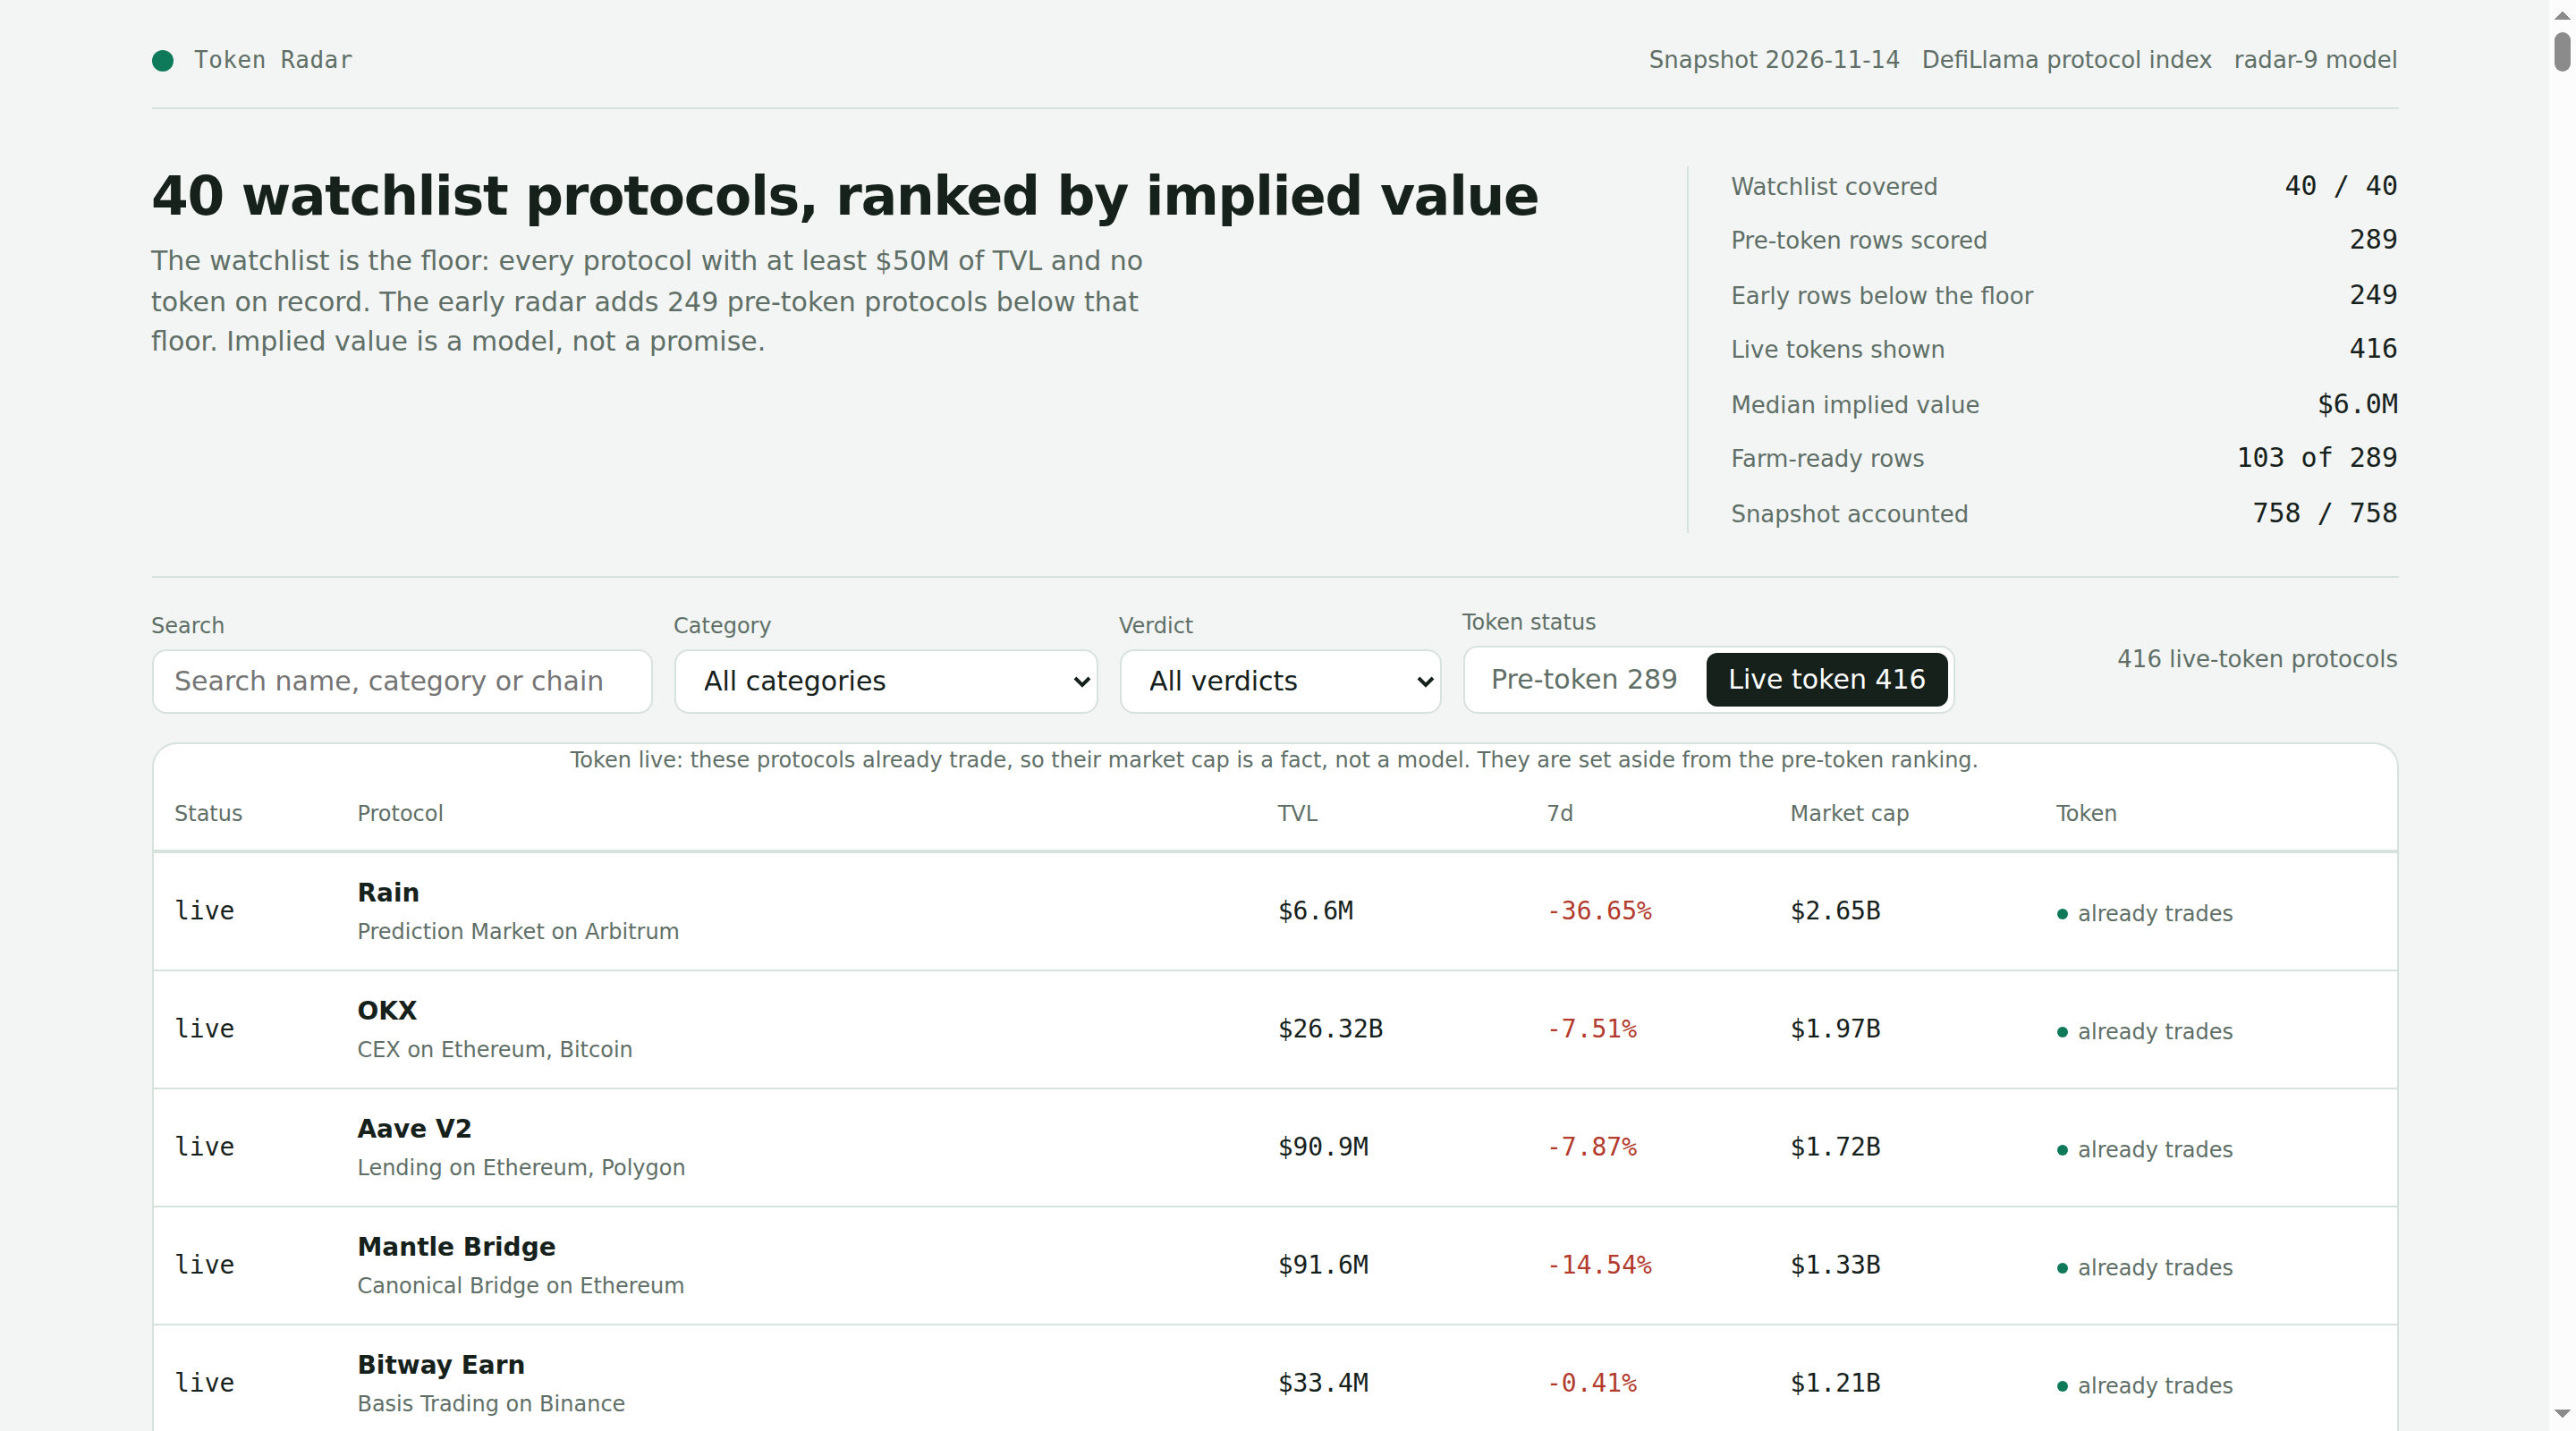 Token Radar
Snapshot 2026-11-14 DefiLlama protocol index radar-9 model
40 watchlist protocols, ranked by implied value
The watchlist is the floor: every protocol with at least $50M of TVL and no
token on record. The early radar adds 249 pre-token protocols below that
floor. Implied value is a model, not a promise.
Watchlist covered 40 / 40
Pre-token rows scored 289
Early rows below the floor 249
Live tokens shown 416
Median implied value $6.0M
Farm-ready rows 103 of 289
Snapshot accounted 758 / 758
Search Category Verdict Token status
Search name, category or chain All categories All verdicts Pre-token 289 Live token 416 416 live-token protocols
Token live: these protocols already trade, so their market cap is a fact, not a model. They are set aside from the pre-token ranking.
Status Protocol TVL 7d Market cap Token
live Rain $6.6M -36.65% $2.65B already trades
Prediction Market on Arbitrum
live OKX $26.32B -7.51% $1.97B already trades
CEX on Ethereum, Bitcoin
live Aave V2 $90.9M -7.87% $1.72B already trades
Lending on Ethereum, Polygon
live Mantle Bridge $91.6M -14.54% $1.33B already trades
Canonical Bridge on Ethereum
live Bitway Earn $33.4M -0.41% $1.21B already trades
Basis Trading on Binance